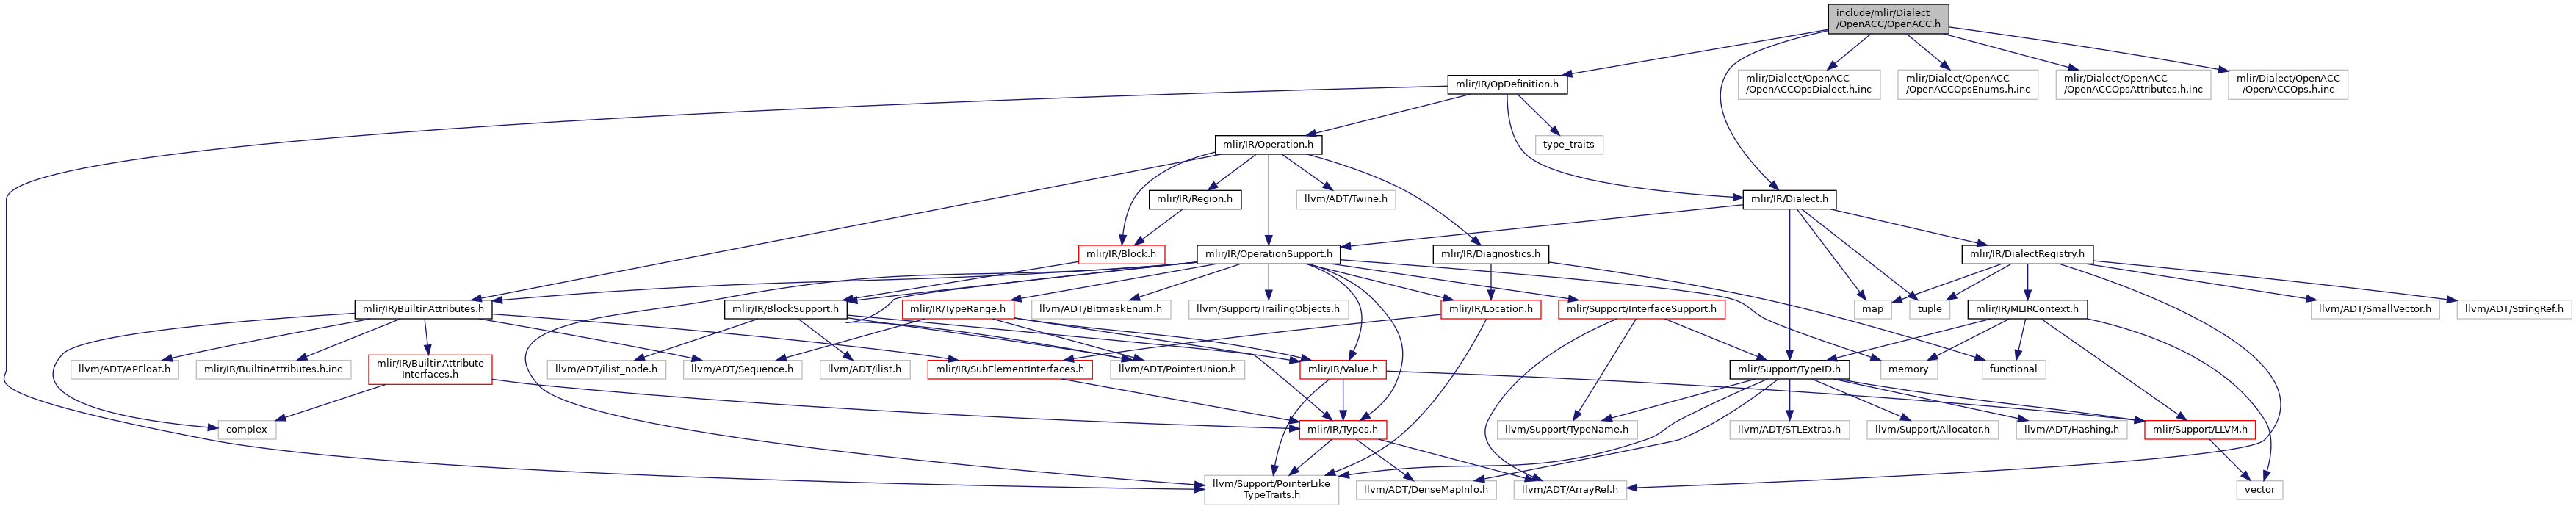 include/mlir/Dialect
/OpenACC/OpenACC.h
mlir/IR/OpDefinition.h
mlir/Dialect/OpenACC
/OpenACCOpsDialect.h.inc
mlir/Dialect/OpenACC
/OpenACCOpsEnums.h.inc
mlir/Dialect/OpenACC
/OpenACCOpsAttributes.h.inc
mlir/Dialect/OpenACC
/OpenACCOps.h.inc
mlir/IR/Operation.h
type_traits
mlir/IR/Region.h
llvm/ADT/Twine.h
mlir/IR/Dialect.h
mlir/IR/Block.h
mlir/IR/OperationSupport.h
mlir/IR/Diagnostics.h
mlir/IR/DialectRegistry.h
mlir/IR/BuiltinAttributes.h
mlir/IR/BlockSupport.h
mlir/IR/TypeRange.h
llvm/ADT/BitmaskEnum.h
llvm/Support/TrailingObjects.h
mlir/IR/Location.h
mlir/Support/InterfaceSupport.h
map
tuple
mlir/IR/MLIRContext.h
llvm/ADT/SmallVector.h
llvm/ADT/StringRef.h
llvm/ADT/APFloat.h
mlir/IR/BuiltinAttributes.h.inc
mlir/IR/BuiltinAttribute
Interfaces.h
llvm/ADT/ilist_node.h
llvm/ADT/Sequence.h
llvm/ADT/ilist.h
mlir/IR/SubElementInterfaces.h
llvm/ADT/PointerUnion.h
mlir/IR/Value.h
mlir/Support/TypeID.h
memory
functional
complex
mlir/IR/Types.h
llvm/Support/TypeName.h
llvm/ADT/STLExtras.h
llvm/Support/Allocator.h
llvm/ADT/Hashing.h
mlir/Support/LLVM.h
llvm/Support/PointerLike
TypeTraits.h
llvm/ADT/DenseMapInfo.h
llvm/ADT/ArrayRef.h
vector